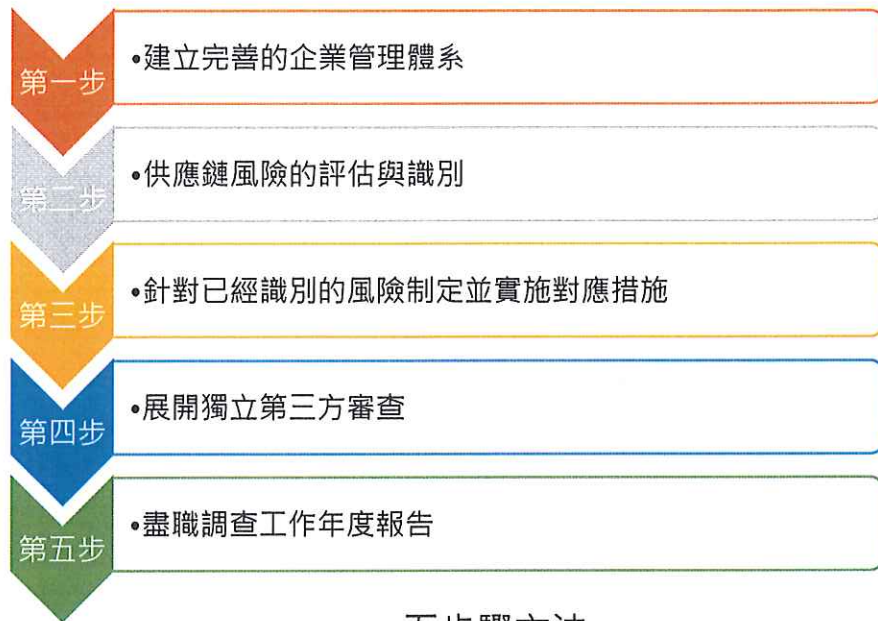 第一步
•建立完善的企業管理體系
第二步
•供應鏈風險的評估與識別
第三步
•針對已經識別的風險制定並實施對應措施
第四步
•展開獨立第三方審查
第五步
•盡職調查工作年度報告